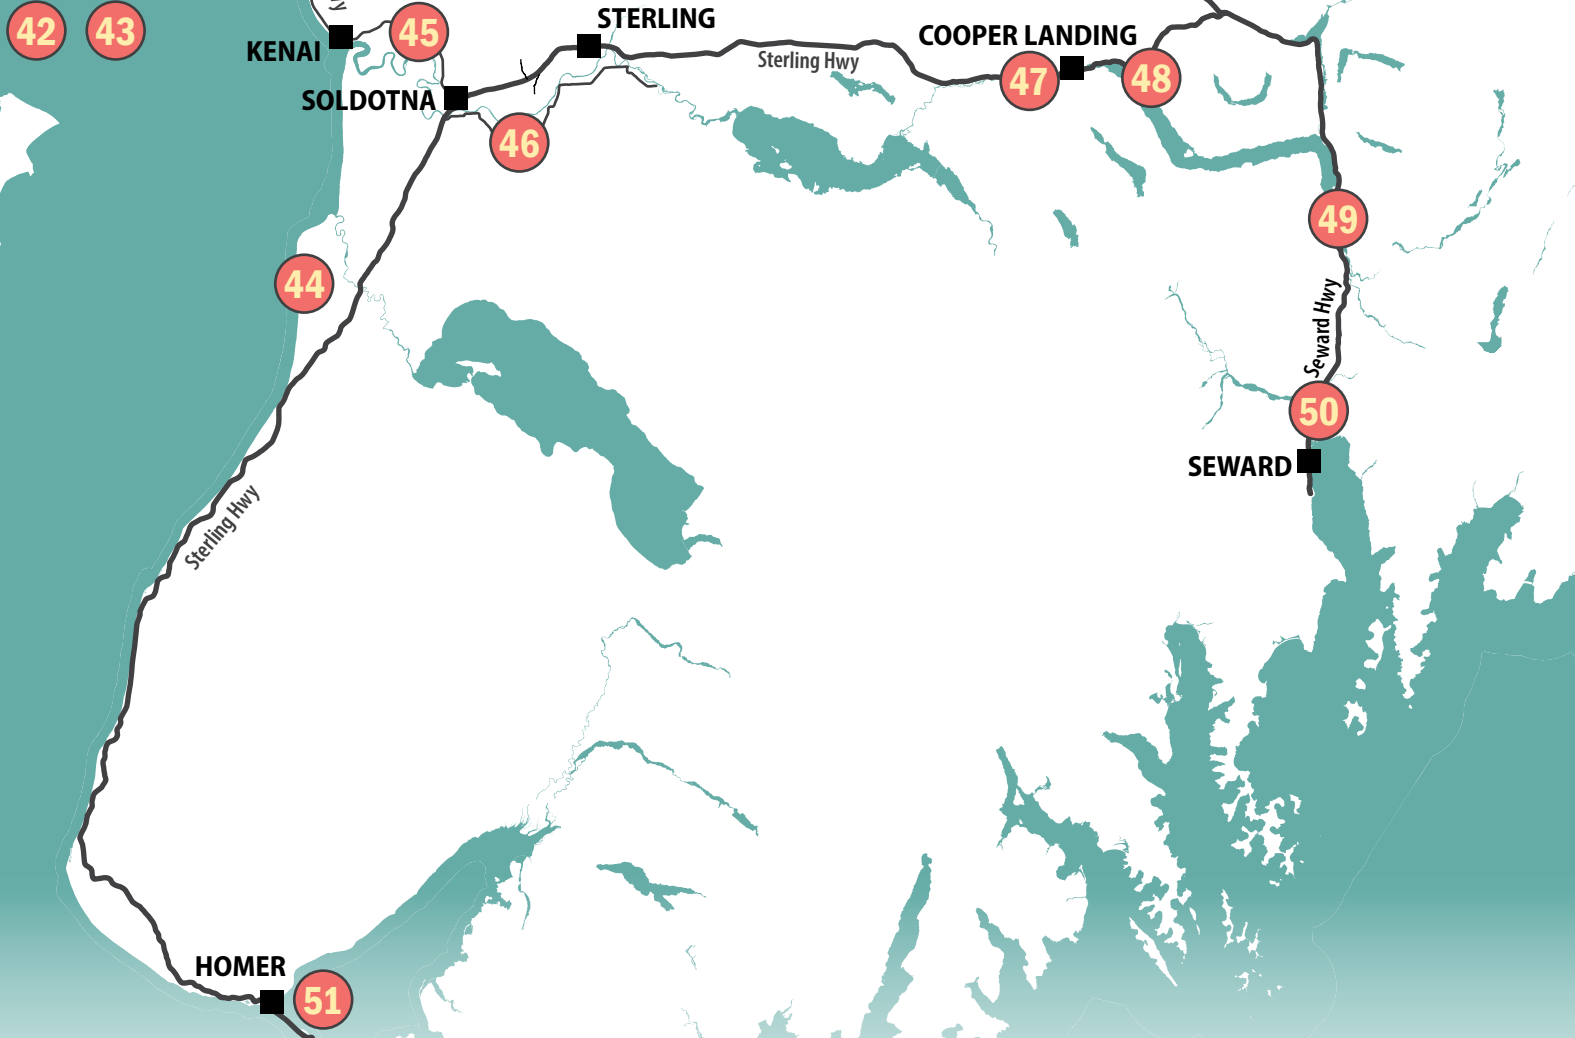 42
43
45
STERLING
KENAI
COOPER LANDING
Sterling Hwy
47
48
SOLDOTNA
46
49
44
Seward Hwy
50
SEWARD
Sterling Hwy
HOMER
51